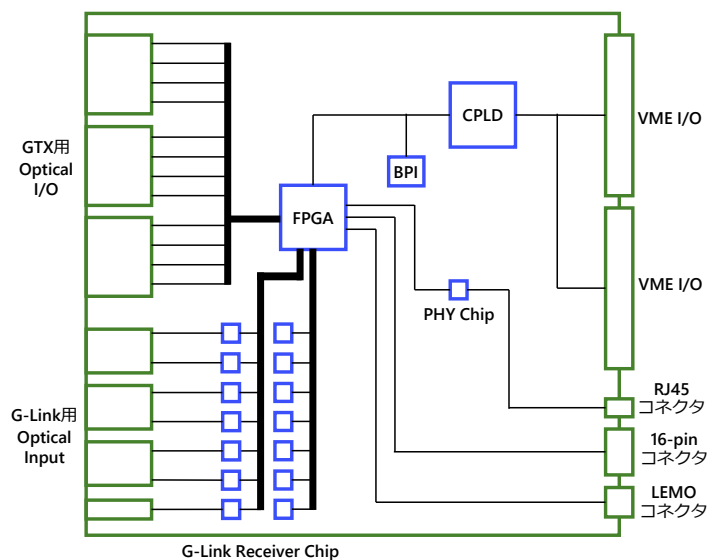 GTX用
Optical
I/O
CPLD
VME I/O
BPI
FPGA
VME I/O
PHY Chip
RJ45
コネクタ
G-Link用
Optical
Input
16-pin
コネクタ
LEMO
コネクタ
G-Link Receiver Chip